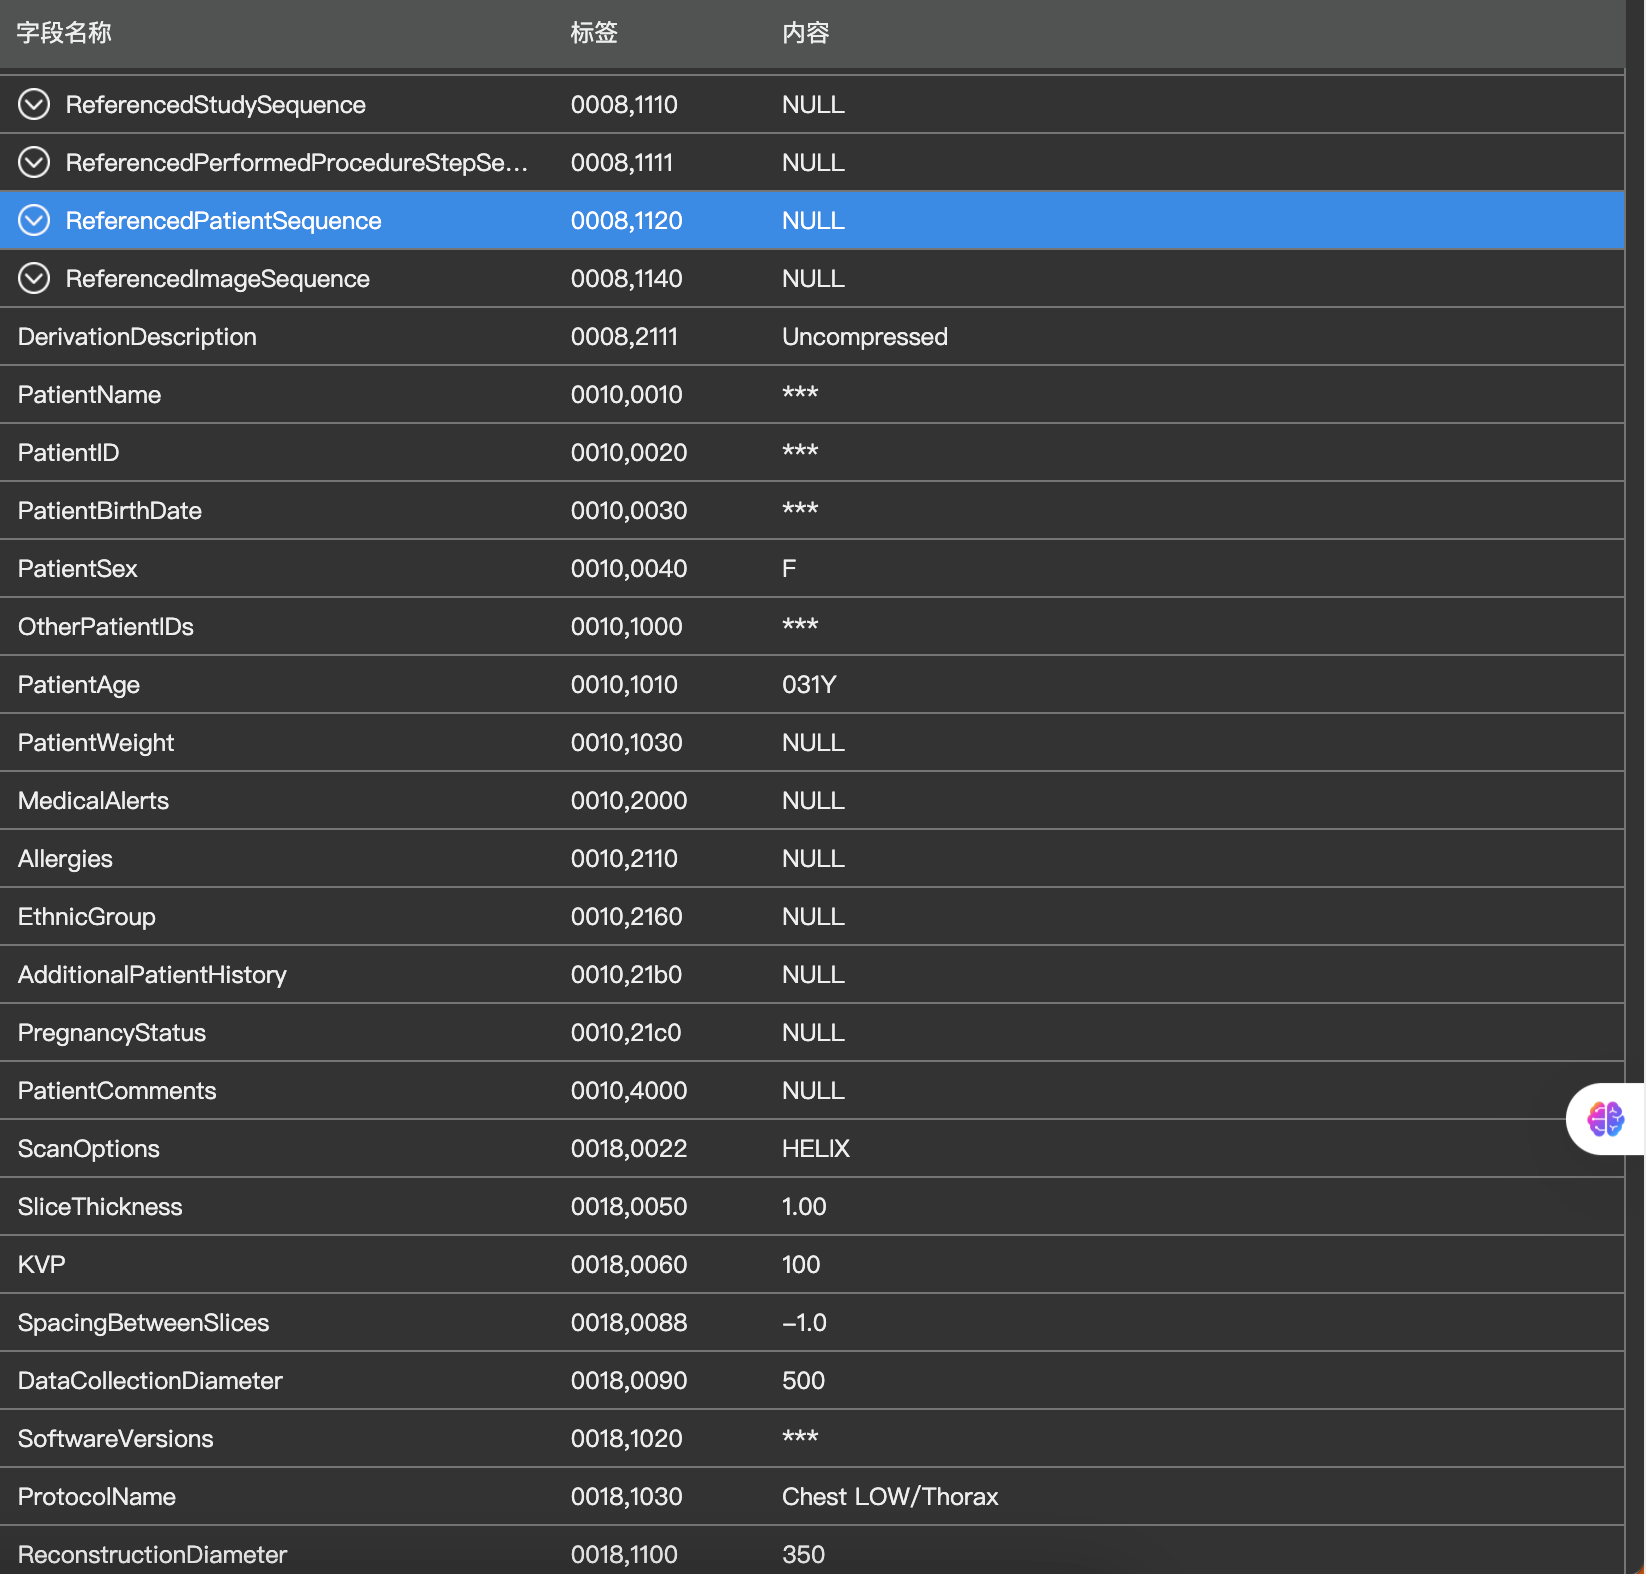 字段名称 标签 内容
ReferencedStudySequence 0008,1110 NULL
ReferencedPerformedProcedureStepSe... 0008,1111 NULL
ReferencedPatientSequence 0008,1120 NULL
ReferencedImageSequence 0008,1140 NULL
DerivationDescription 0008,2111 Uncompressed
PatientName 0010,0010 ***
PatientID 0010,0020 ***
PatientBirthDate 0010,0030 ***
PatientSex 0010,0040 F
OtherPatientIDs 0010,1000 ***
PatientAge 0010,1010 031Y
PatientWeight 0010,1030 NULL
MedicalAlerts 0010,2000 NULL
Allergies 0010,2110 NULL
EthnicGroup 0010,2160 NULL
AdditionalPatientHistory 0010,21b0 NULL
PregnancyStatus 0010,21c0 NULL
PatientComments 0010,4000 NULL
ScanOptions 0018,0022 HELIX
SliceThickness 0018,0050 1.00
KVP 0018,0060 100
SpacingBetweenSlices 0018,0088 -1.0
DataCollectionDiameter 0018,0090 500
SoftwareVersions 0018,1020 ***
ProtocolName 0018,1030 Chest LOW/Thorax
ReconstructionDiameter 0018,1100 350